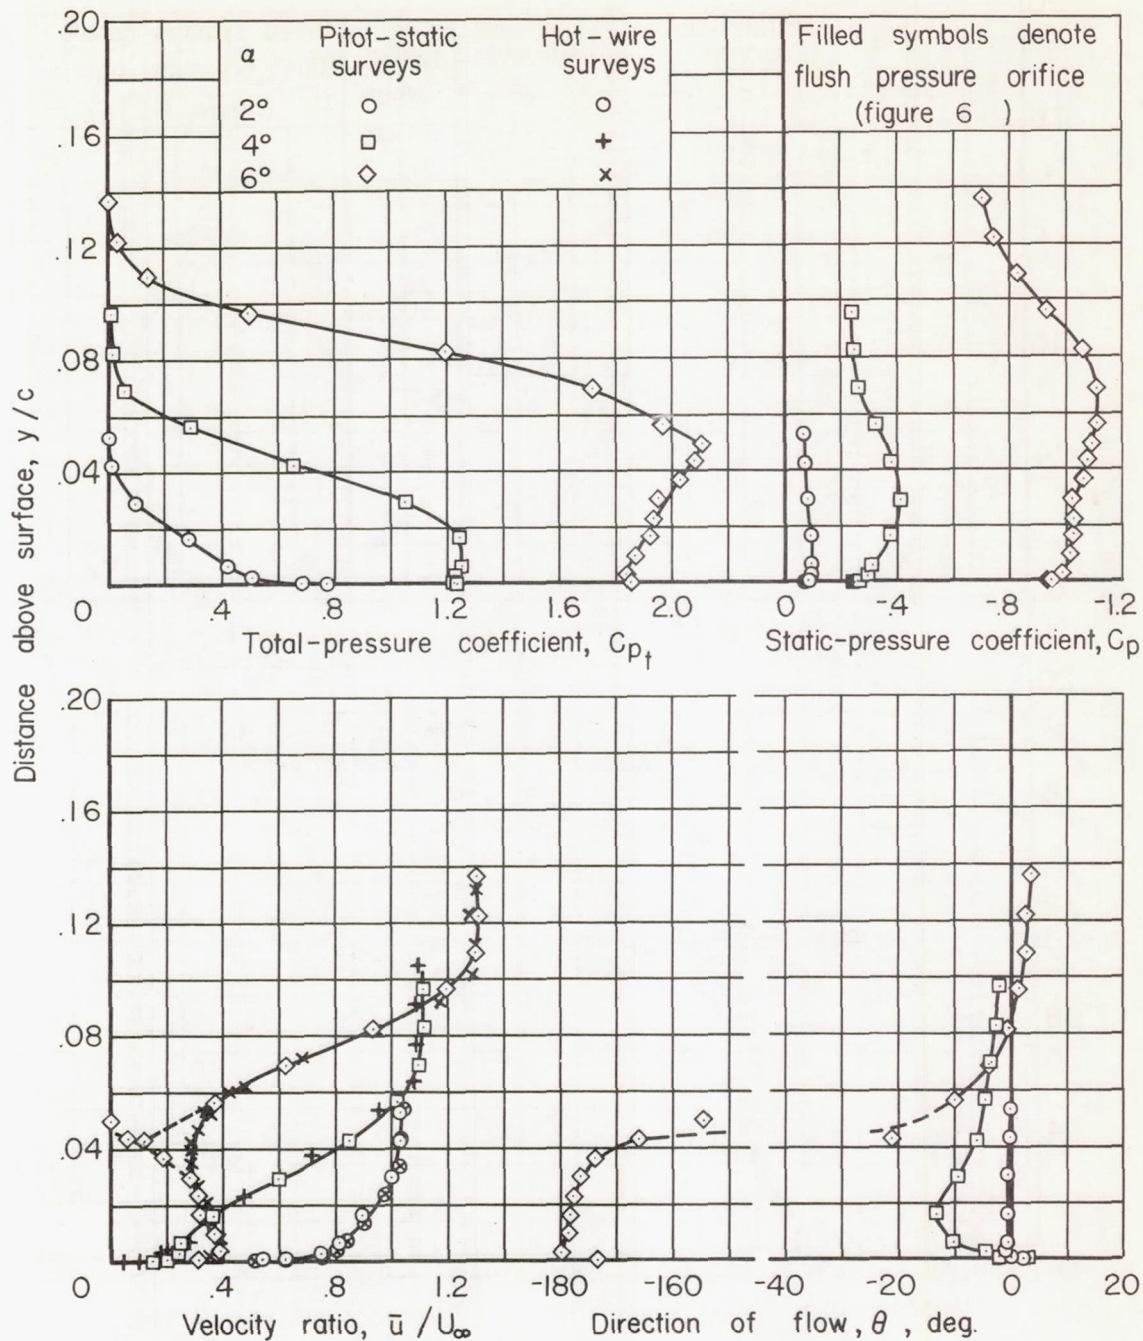 .20
α Pitot-static surveys Hot-wire surveys
2°
4°
6°
Filled symbols denote
flush pressure orifice
(figure 6 )
.16
.12
.08
.04
0 .4 .8 1.2 1.6 2.0 0 .4 -.8 -1.2
Total-pressure coefficient, Cpt
Static-pressure coefficient, Cp
Distance above surface, y/c
.20
.16
.12
.08
.04
0 .4 .8 1.2 -180 -160 -40 -20 0 20
Velocity ratio, ū/U∞
Direction of flow, θ, deg.